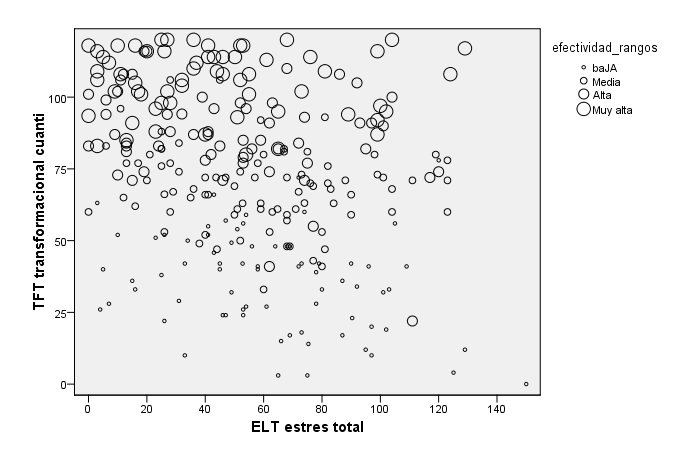 efectividad_rangos
baJA
Media
Alta
Muy alta
TFT transformacional cuanti
100
75
50
25
0
0 20 40 60 80 100 120 140
ELT estres total